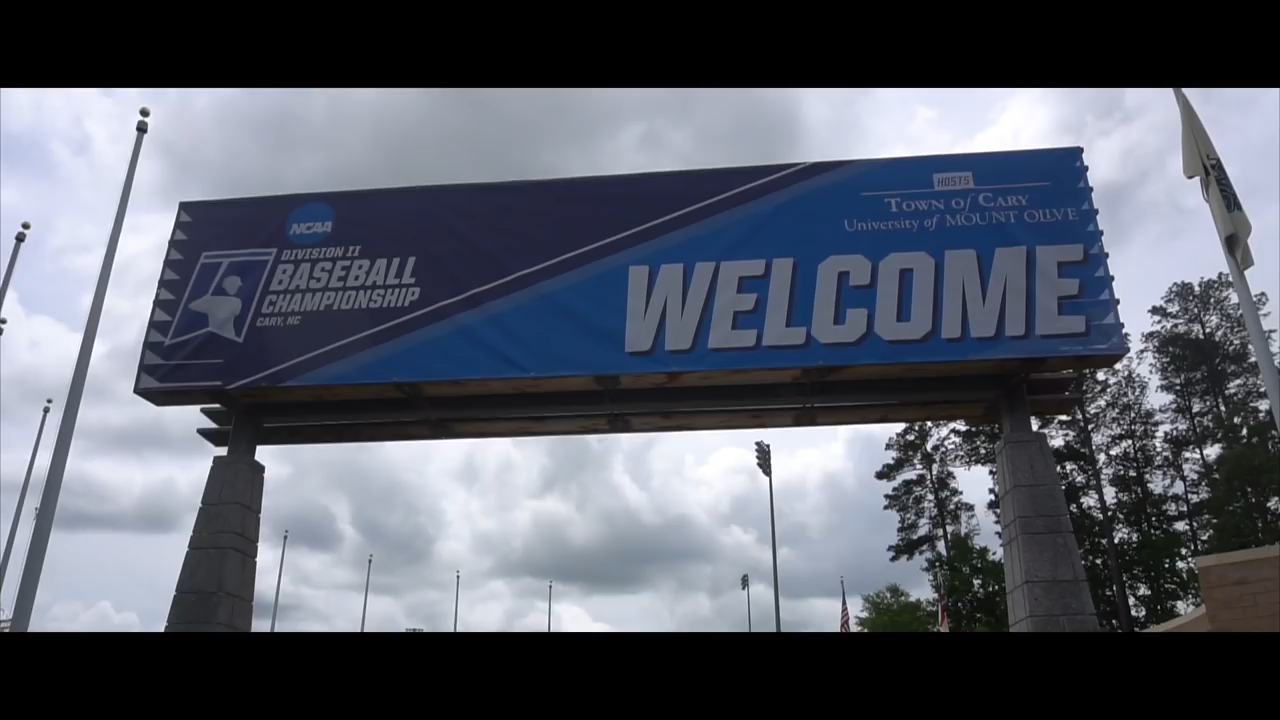 NCAA
DIVISION II
BASEBALL
CHAMPIONSHIP
CARY, NC
HOSTS
TOWN of CARY
University of MOUNT OLIVE
WELCOME